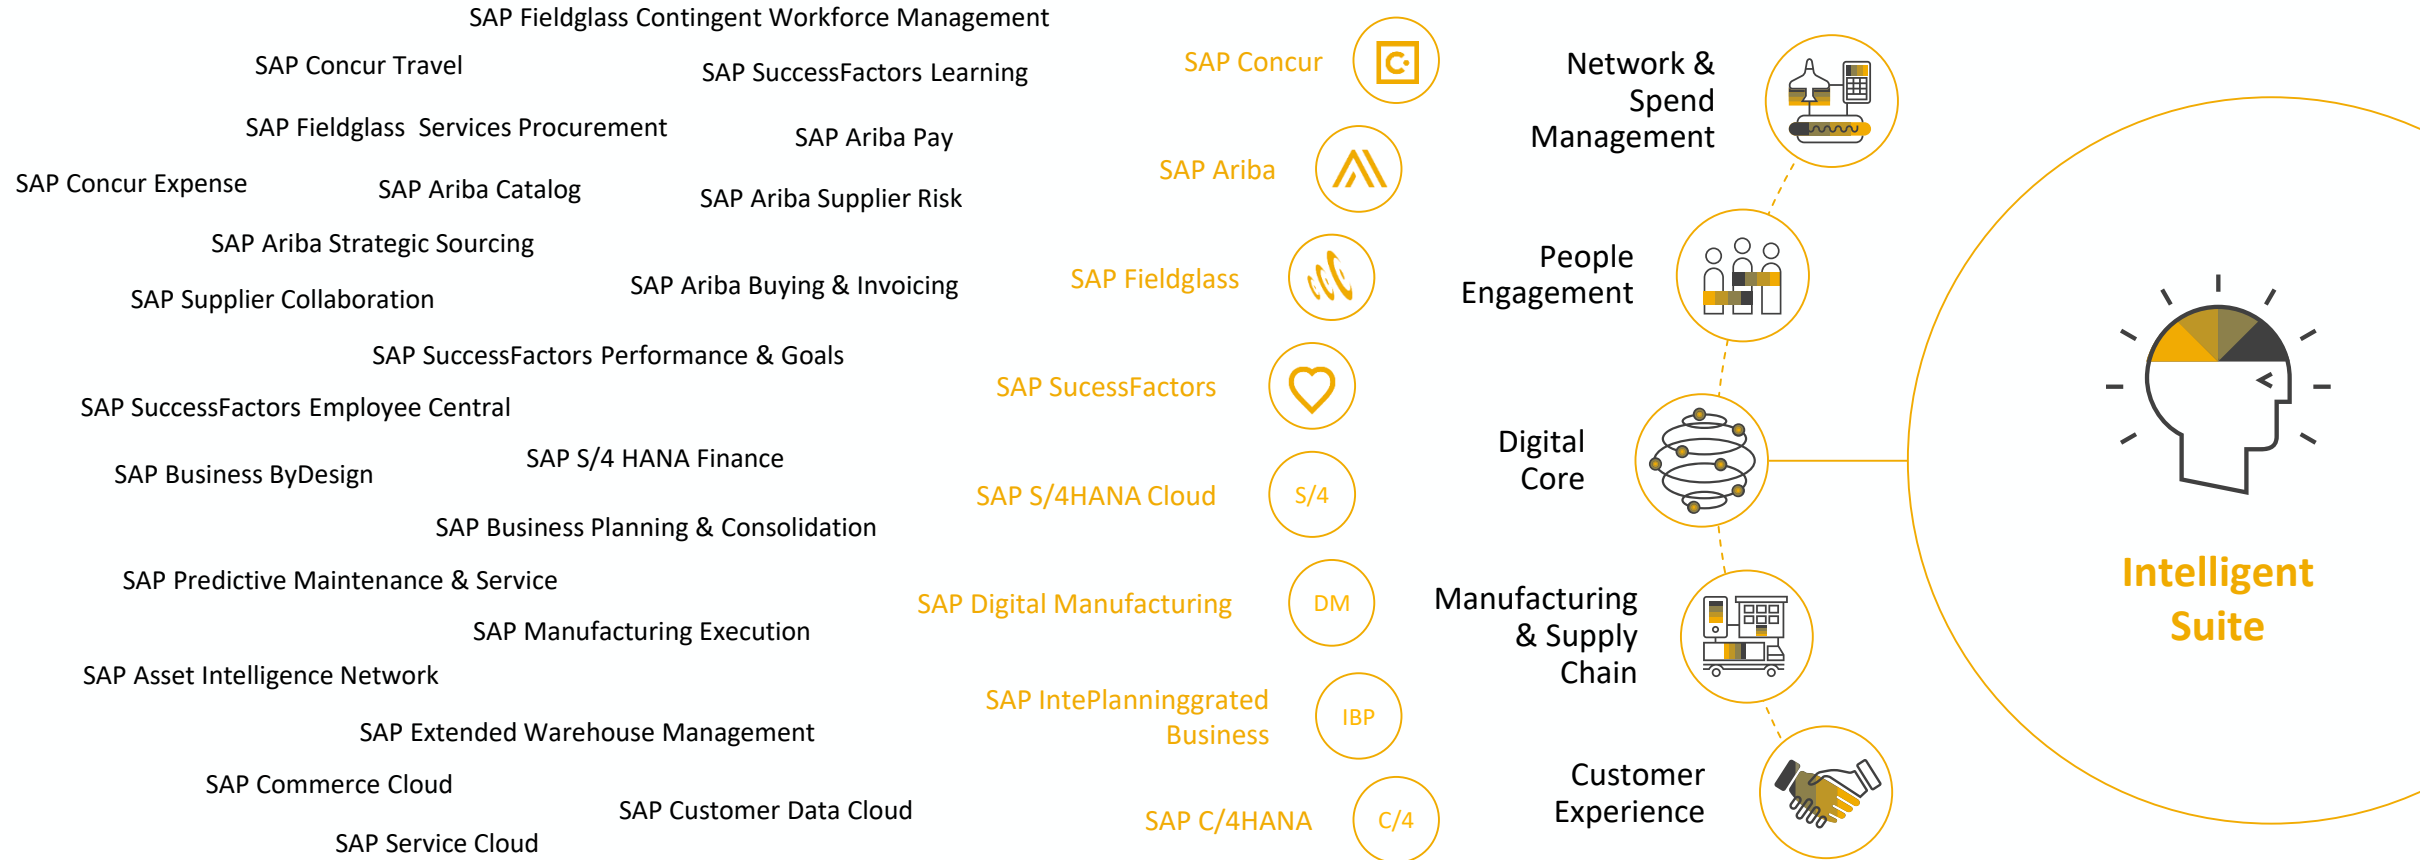 SAP Fieldglass Contingent Workforce Management
SAP Concur Travel
SAP SuccessFactors Learning
SAP Fieldglass  Services Procurement
SAP Ariba Pay
SAP Concur Expense
SAP Ariba Catalog
SAP Ariba Supplier Risk
SAP Ariba Strategic Sourcing
SAP Supplier Collaboration
SAP Ariba Buying & Invoicing
SAP SuccessFactors Performance & Goals
SAP SuccessFactors Employee Central
SAP Business ByDesign
SAP S/4 HANA Finance
SAP Business Planning & Consolidation
SAP Predictive Maintenance & Service
SAP Manufacturing Execution
SAP Asset Intelligence Network
SAP Extended Warehouse Management
SAP Commerce Cloud
SAP Customer Data Cloud
SAP Service Cloud
SAP Concur
C
SAP Ariba
SAP Fieldglass
SAP SucessFactors
SAP S/4HANA Cloud
S/4
SAP Digital Manufacturing
DM
SAP IntePlanninggrated
Business
IBP
SAP C/4HANA
C/4
Network &
Spend
Management
People
Engagement
Digital
Core
Manufacturing
& Supply
Chain
Customer
Experience
Intelligent
Suite